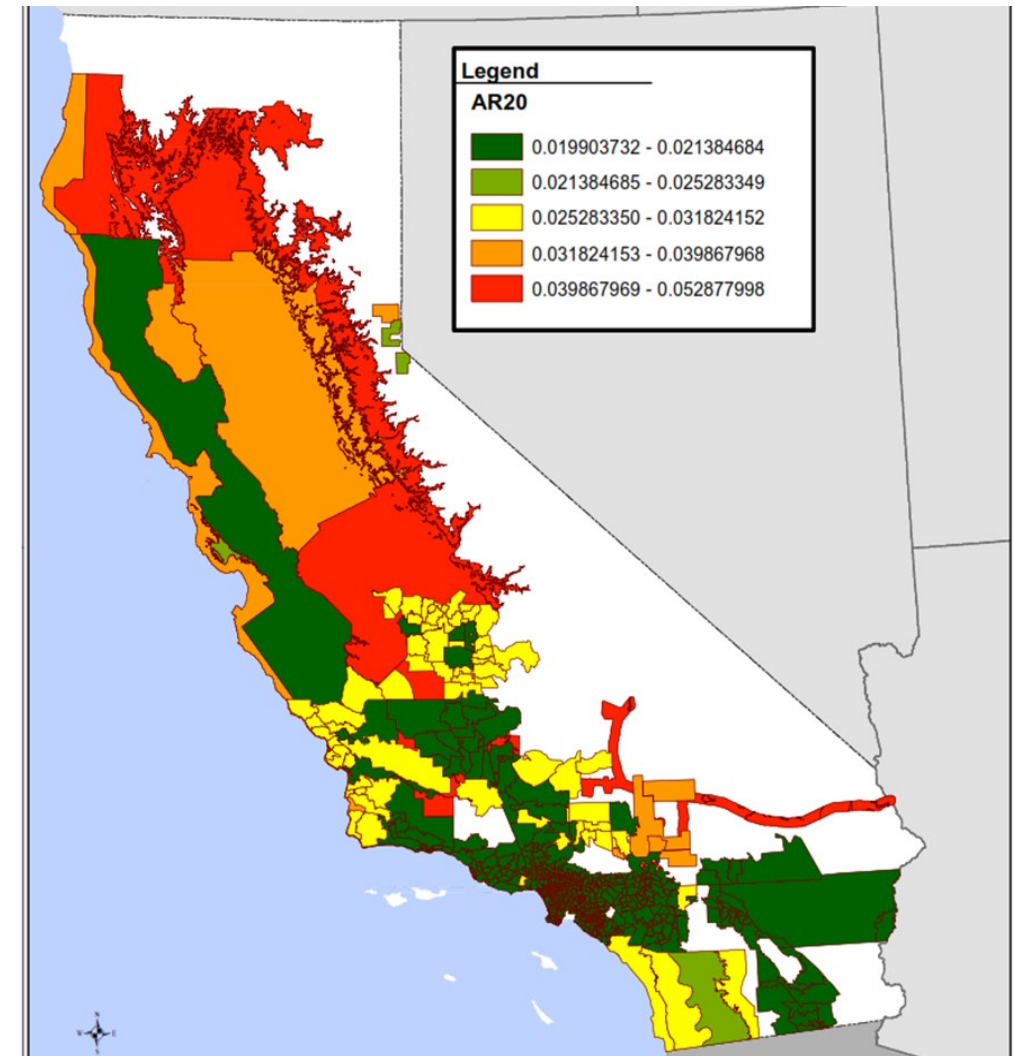 Legend
AR20
0.019903732 - 0.021384684
0.021384685 - 0.025283349
0.025283350 - 0.031824152
0.031824153 - 0.039867968
0.039867969 - 0.052877998
N
W E
S